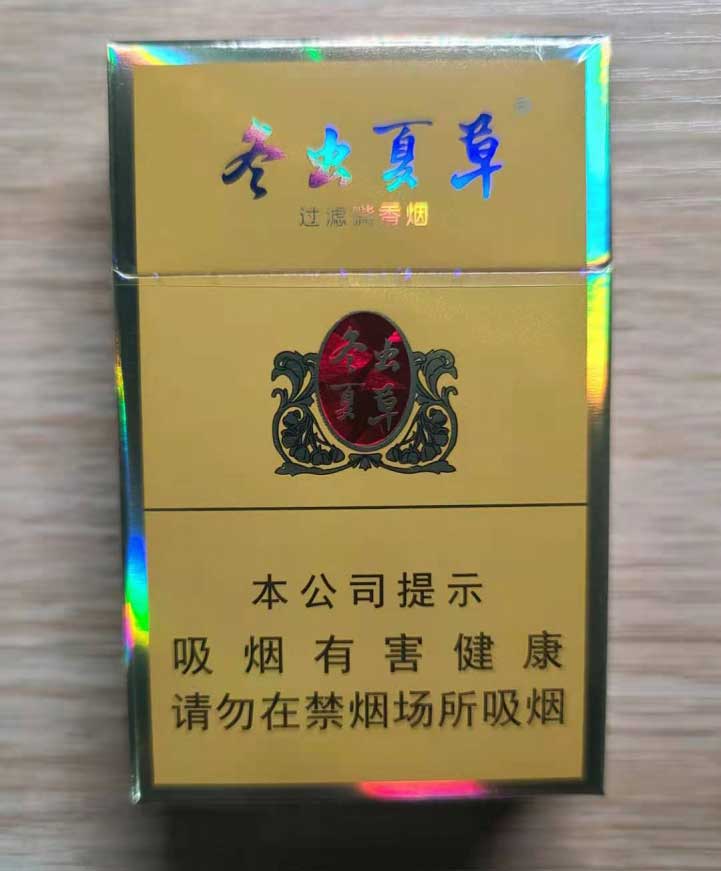 冬虫夏草®
过滤嘴香烟
冬虫
夏草
本公司提示
吸烟有害健康
请勿在禁烟场所吸烟